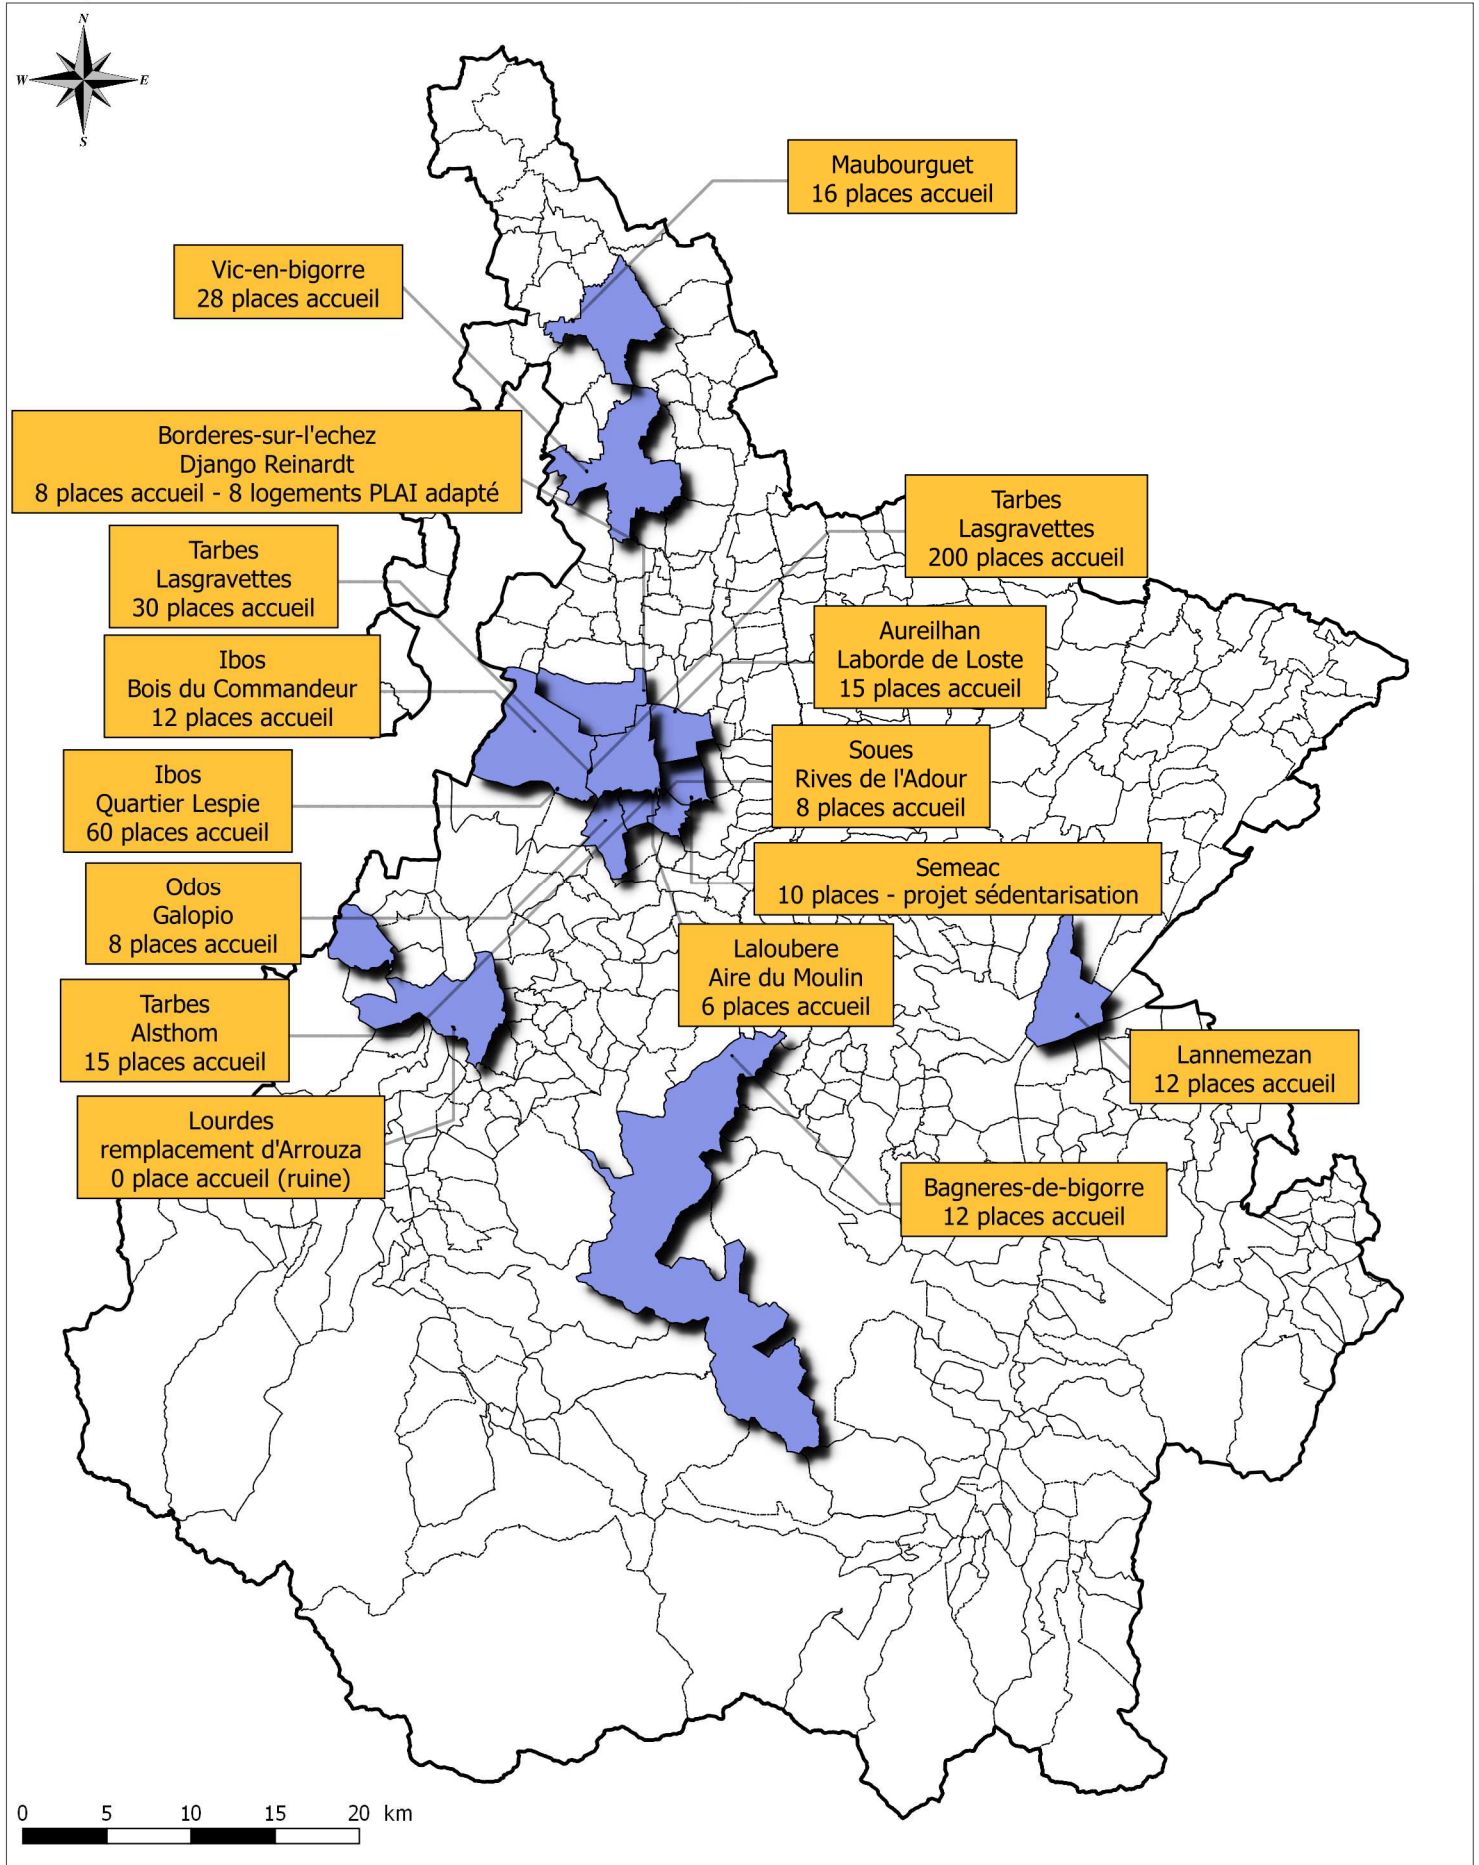 N
W
E
S
Maubourguet
16 places accueil
Vic-en-bigorre
28 places accueil
Borderes-sur-l'echez
Django Reinardt
8 places accueil - 8 logements PLAI adapté
Tarbes
Lasgravettes
200 places accueil
Tarbes
Lasgravettes
30 places accueil
Aureilhan
Laborde de Loste
15 places accueil
Ibos
Bois du Commandeur
12 places accueil
Soues
Rives de l'Adour
8 places accueil
Ibos
Quartier Lespie
60 places accueil
Semeac
10 places - projet sédentarisation
Odos
Galopio
8 places accueil
Laloubere
Aire du Moulin
6 places accueil
Tarbes
Alsthom
15 places accueil
Lannemezan
12 places accueil
Lourdes
remplacement d'Arrouza
0 place accueil (ruine)
Bagneres-de-bigorre
12 places accueil
0 5 10 15 20 km